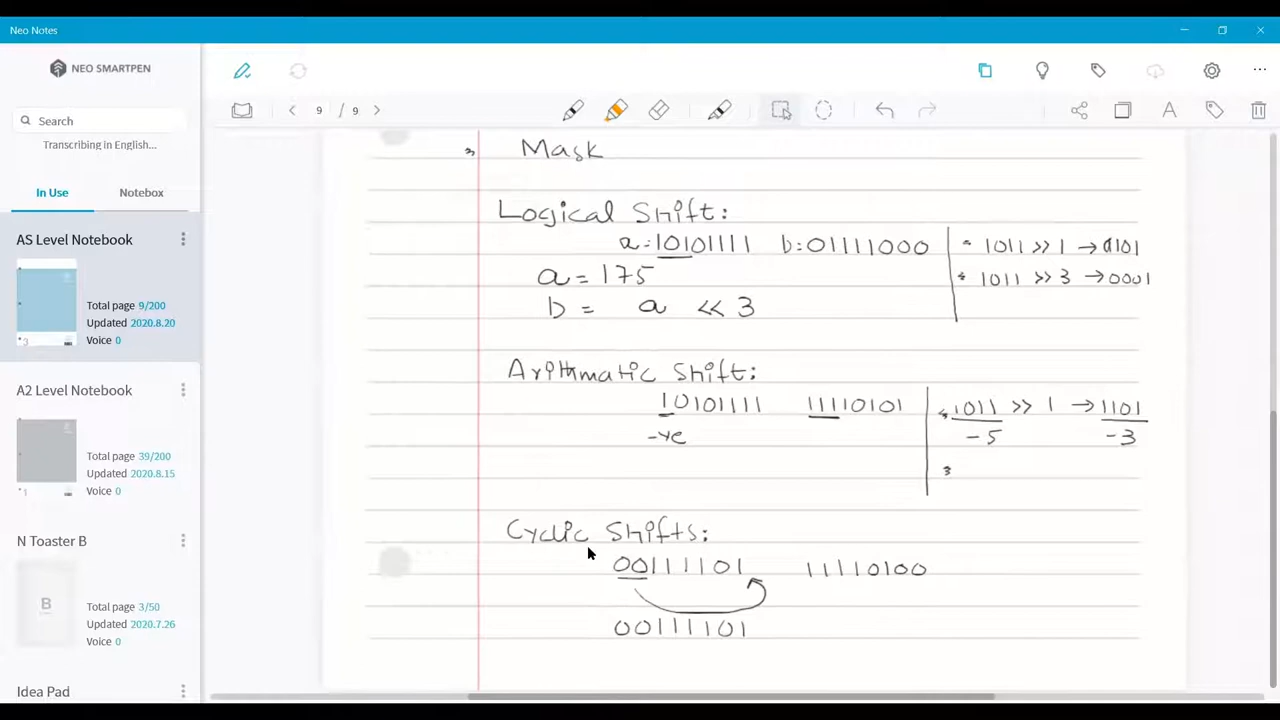 Neo Notes
NEO SMARTPEN
Search
Transcribing in English...
In Use
Notebox
AS Level Notebook
Total page 9/200
Updated 2020.8.20
Voice 0
A2 Level Notebook
Total page 39/200
Updated 2020.8.15
Voice 0
N Toaster B
B
Total page 3/50
Updated 2020.7.26
Voice 0
Idea Pad
9 / 9
Mask
Logical Shift:
a=10101111 b:01111000
* 1011 >> 1 → 0101
a = 175
* 1011 >> 3 → 0001
b = a << 3
Arithmatic Shift:
10101111 11110101
* 1011 >> 1 → 1101
-ve
-5 -3
Cyclic Shifts:
00111101 11110100
00111101